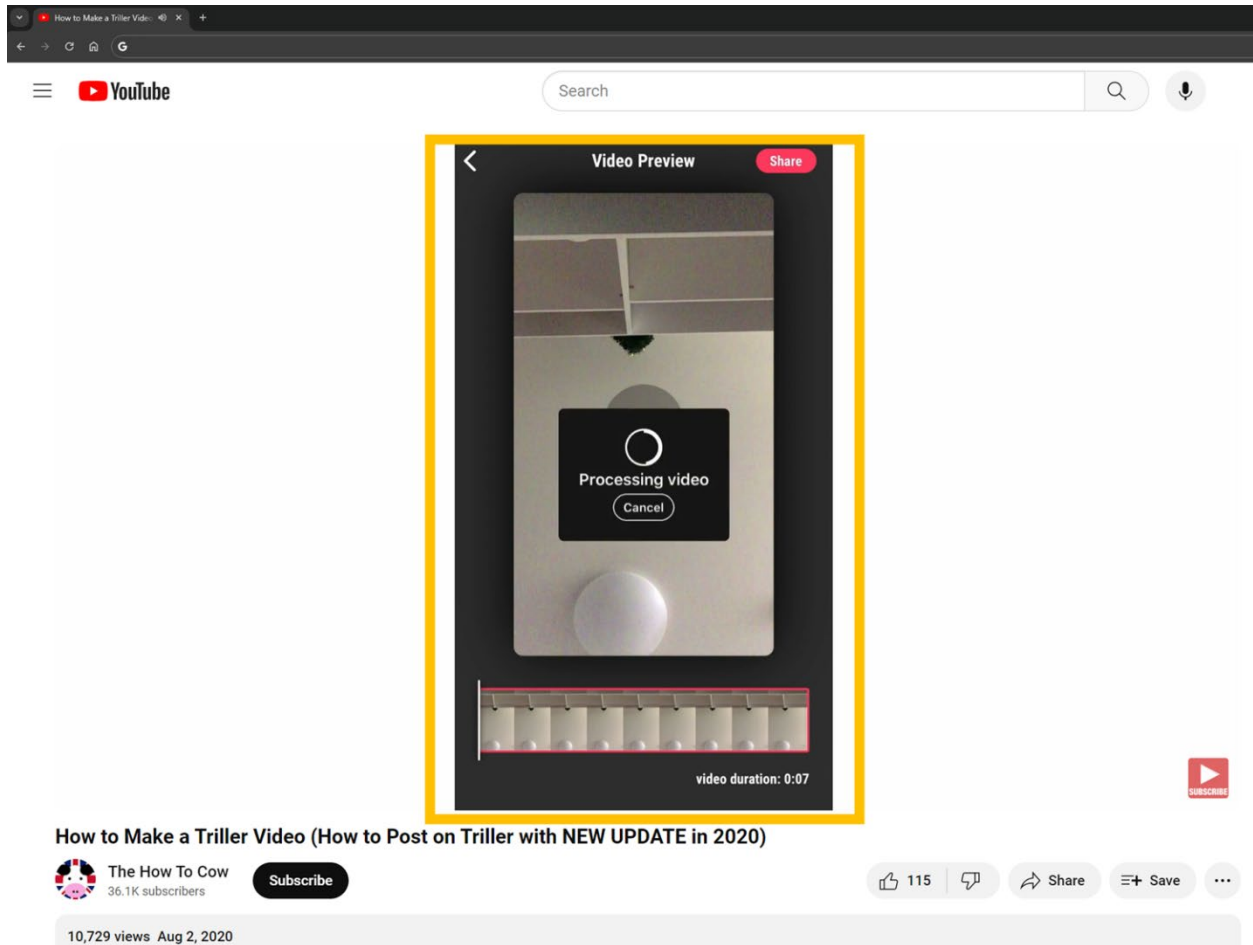 How to Make a Triller Video
G
YouTube
Search
Video Preview
Share
Processing video
Cancel
video duration: 0:07
SUBSCRIBE
How to Make a Triller Video (How to Post on Triller with NEW UPDATE in 2020)
The How To Cow
36.1K subscribers
Subscribe
115
Share
Save
10,729 views Aug 2, 2020